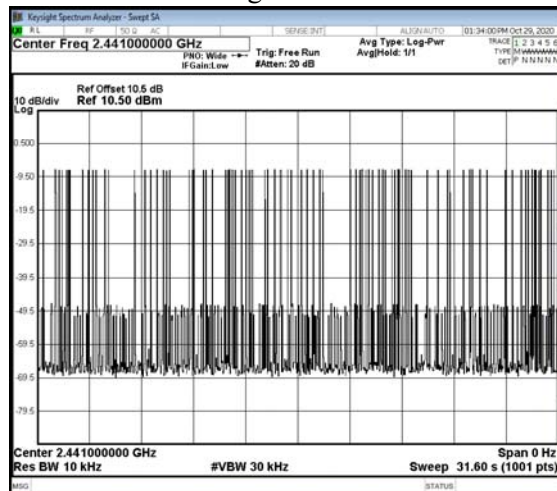 Keysight Spectrum Analyzer - Swept SA
RL RF 50 Ω AC SENSE:INT ALIGN AUTO 01:34:00 PM Oct 29, 2020
Center Freq 2.441000000 GHz
PNO: Wide
IFGain:Low
Trig: Free Run
#Atten: 20 dB
Avg Type: Log-Pwr
Avg|Hold: 1/1
TRACE 1 2 3 4 5 6
TYPE
DET P N N N N N
Ref Offset 10.5 dB
10 dB/div Ref 10.50 dBm
Log
0.500
-9.50
-19.5
-29.5
-39.5
-49.5
-59.5
-69.5
-79.5
Center 2.441000000 GHz Span 0 Hz
Res BW 10 kHz #VBW 30 kHz Sweep 31.60 s (1001 pts)
MSG STATUS